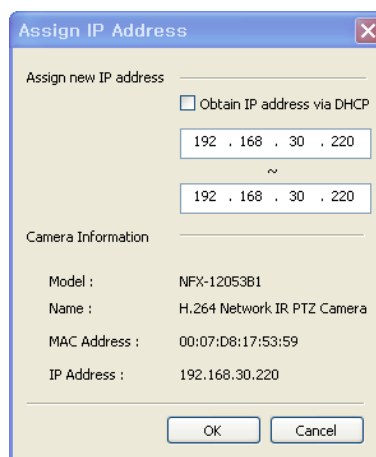 Assign IP Address
Assign new IP address
Obtain IP address via DHCP
192 . 168 . 30 . 220
~
192 . 168 . 30 . 220
Camera Information
Model : NFX-12053B1
Name : H.264 Network IR PTZ Camera
MAC Address : 00:07:D8:17:53:59
IP Address : 192.168.30.220
OK Cancel